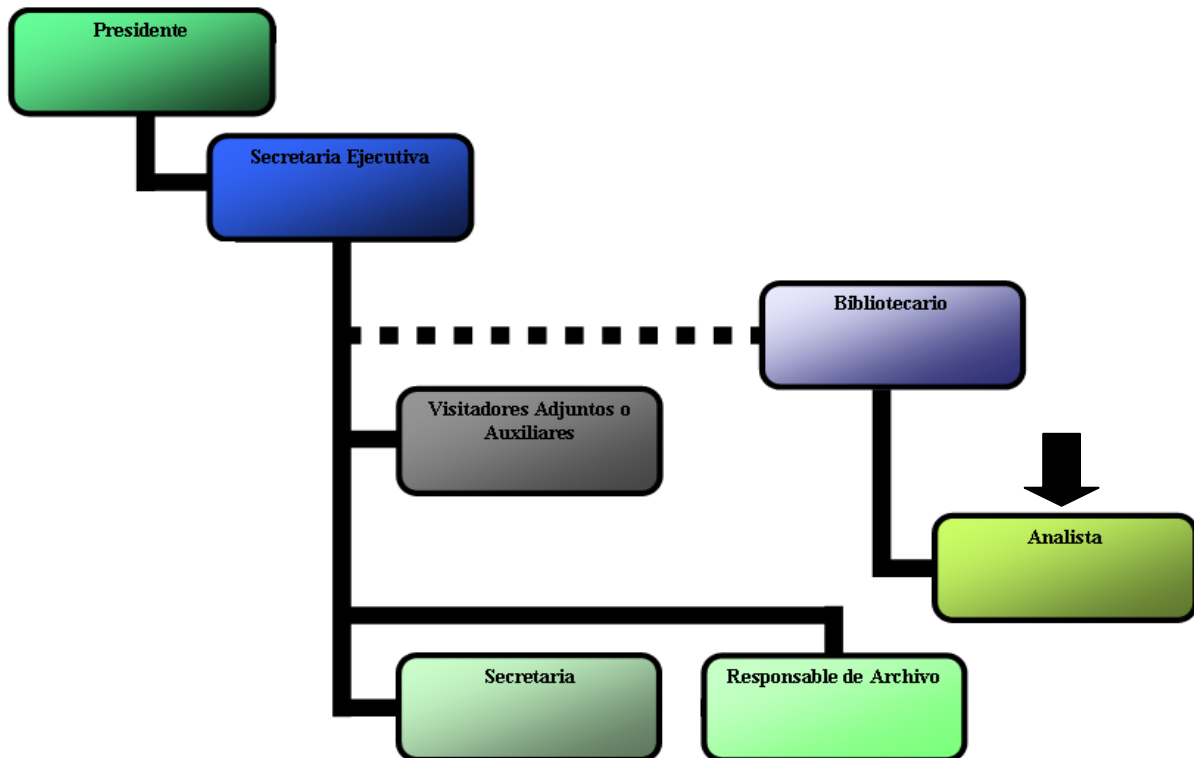 Presidente
Secretaria Ejecutiva
Bibliotecario
Visitadores Adjuntos o
Auxiliares
Analista
Secretaria
Responsable de Archivo